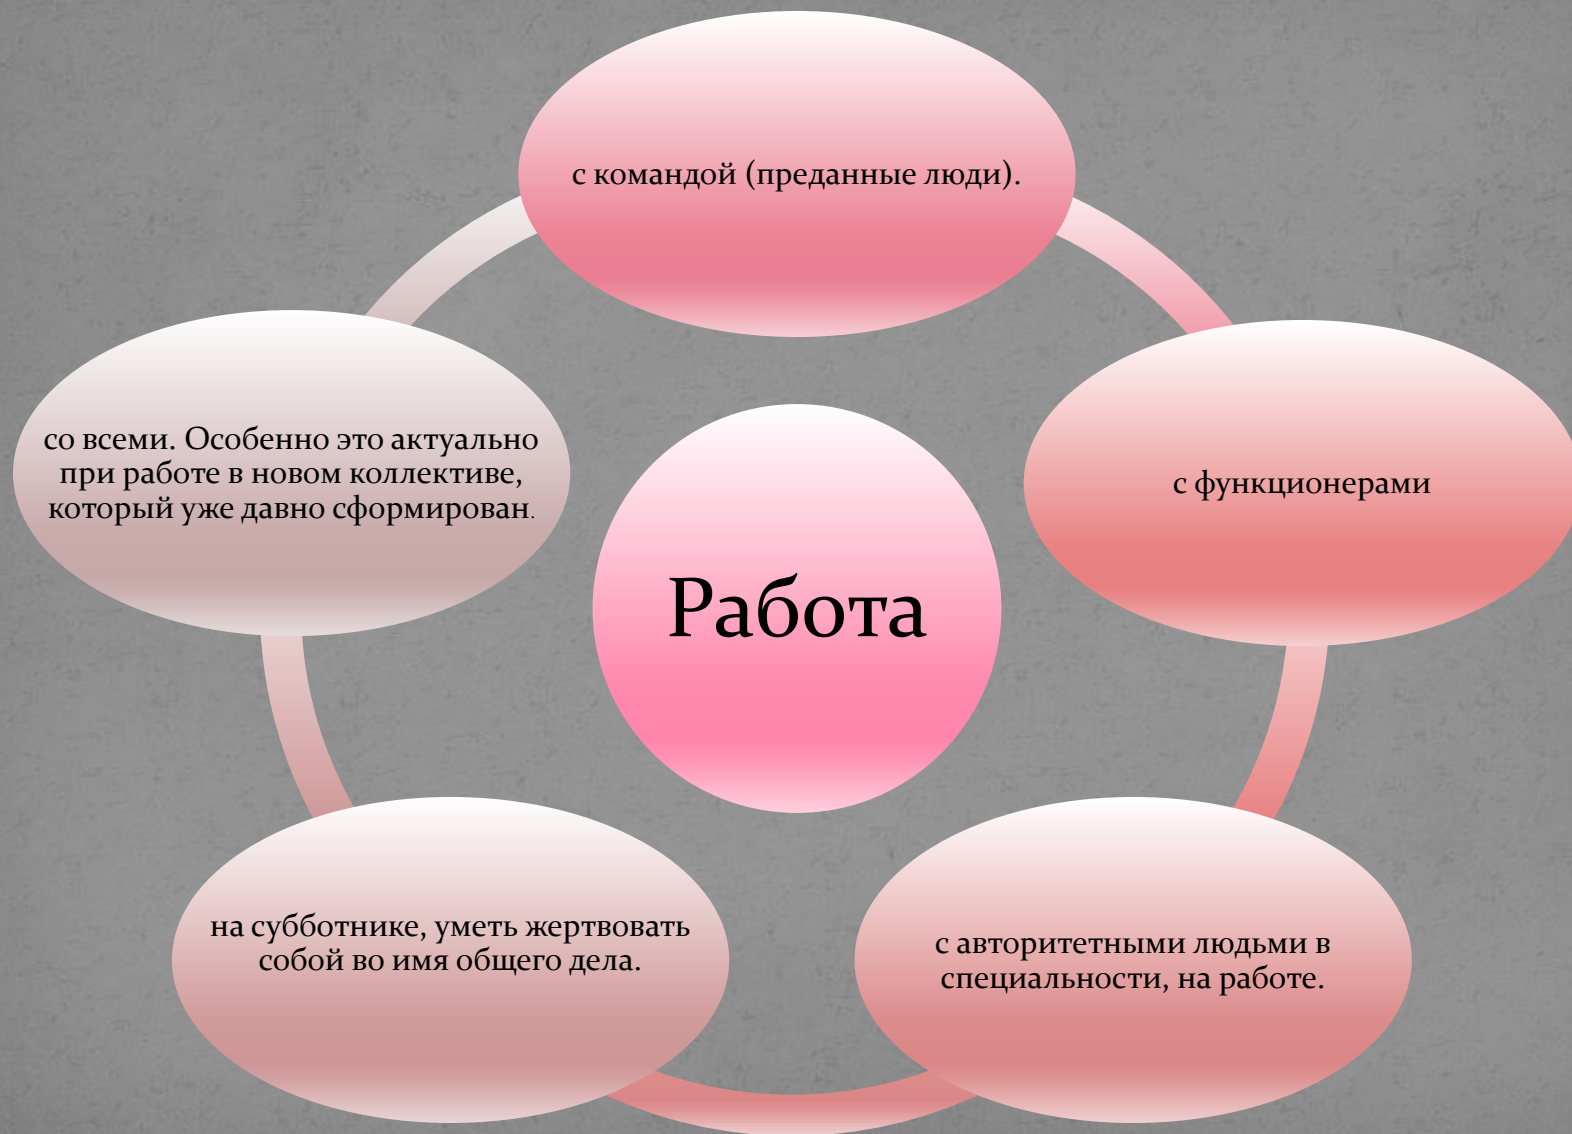 с командой (преданные люди).
с функционерами
с авторитетными людьми в
специальности, на работе.
на субботнике, уметь жертвовать
собой во имя общего дела.
со всеми. Особенно это актуально
при работе в новом коллективе,
который уже давно сформирован.
Работа